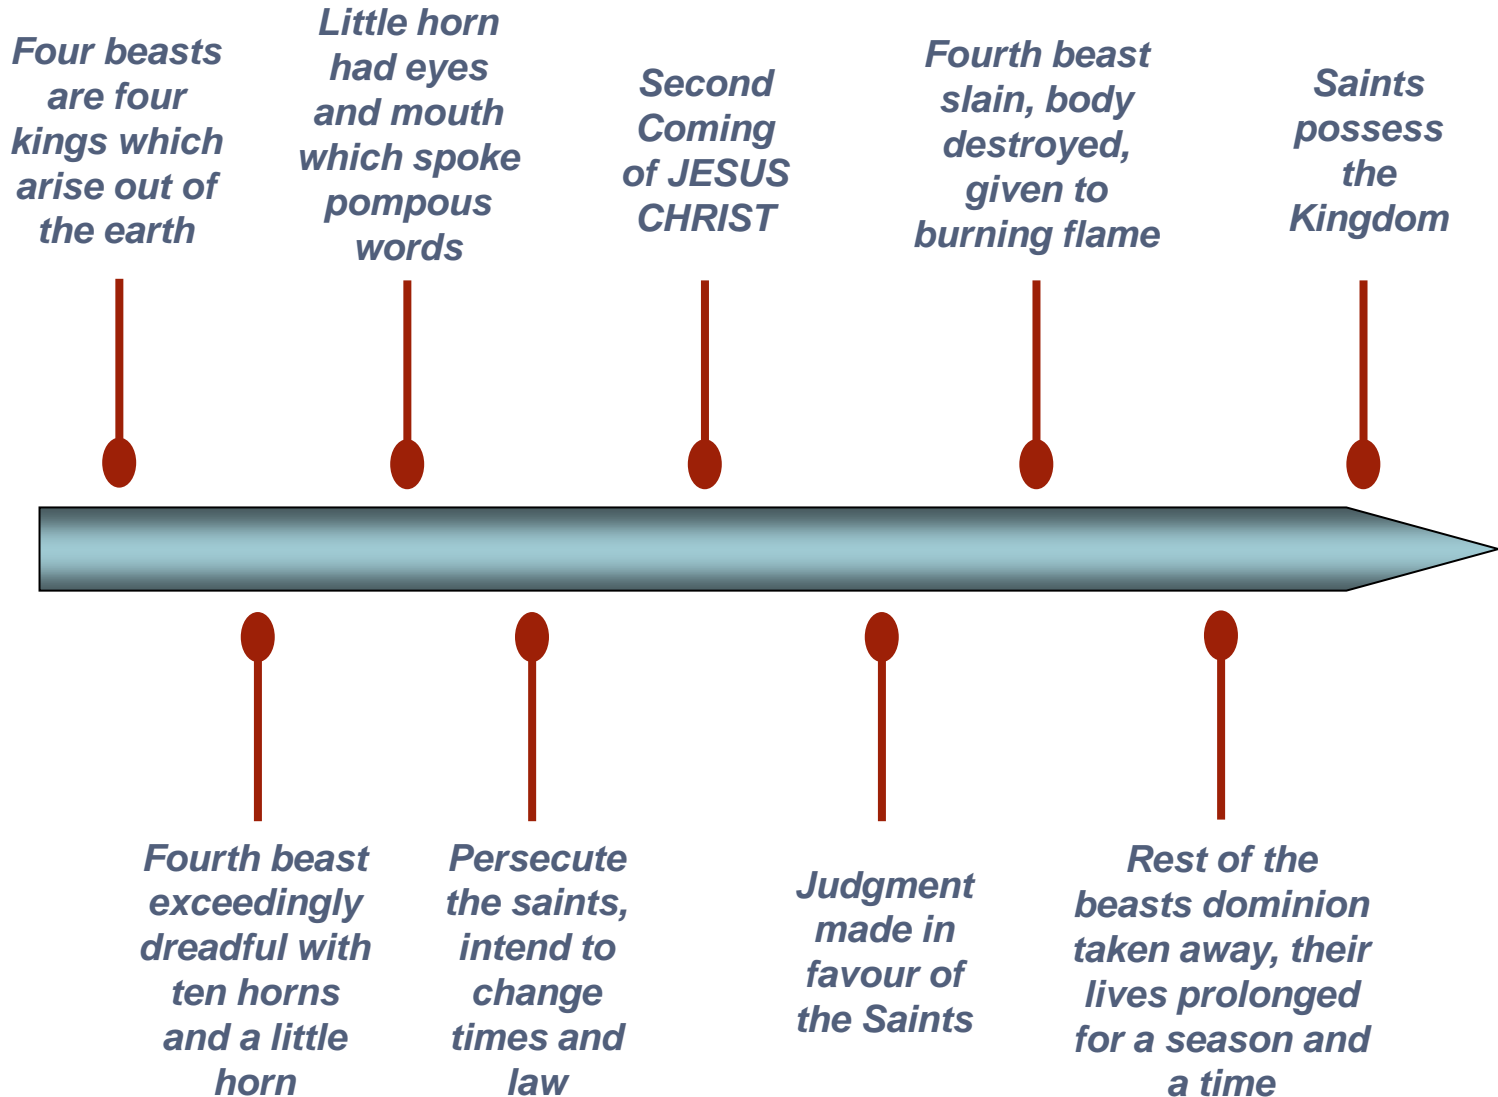 Four beasts
are four
kings which
arise out of
the earth
Little horn
had eyes
and mouth
which spoke
pompous
words
Second
Coming
of JESUS
CHRIST
Fourth beast
slain, body
destroyed,
given to
burning flame
Saints
possess
the
Kingdom
Fourth beast
exceedingly
dreadful with
ten horns
and a little
horn
Persecute
the saints,
intend to
change
times and
law
Judgment
made in
favour of
the Saints
Rest of the
beasts dominion
taken away, their
lives prolonged
for a season and
a time